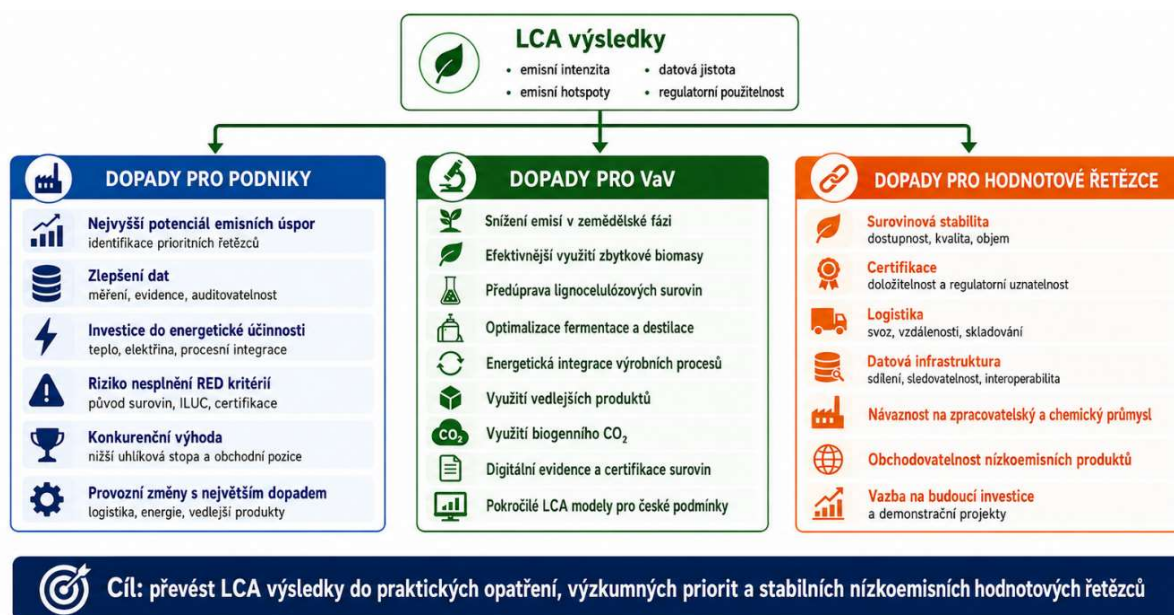 LCA výsledky
• emisní intenzita
• datová jistota
• emisní hotspoty
• regulatorní použitelnost
DOPADY PRO PODNIKY
Nejvyšší potenciál emisních úspor
identifikace prioritních řetězců
Zlepšení dat
měření, evidence, auditovatelnost
Investice do energetické účinnosti
teplo, elektřina, procesní integrace
Riziko nesplnění RED kritérií
původ surovin, ILUC, certifikace
Konkurenční výhoda
nižší uhlíková stopa a obchodní pozice
Provozní změny s největším dopadem
logistika, energie, vedlejší produkty
DOPADY PRO VaV
Snížení emisí v zemědělské fázi
Efektivnější využití zbytkové biomasy
Předúprava lignocelulózových surovin
Optimalizace fermentace a destilace
Energetická integrace výrobních procesů
Využití vedlejších produktů
CO₂
Využití biogenního CO₂
Digitální evidence a certifikace surovin
Pokročilé LCA modely pro české podmínky
DOPADY PRO HODNOTOVÉ ŘETĚZCE
Surovinová stabilita
dostupnost, kvalita, objem
Certifikace
doložitelnost a regulatorní uznatelnost
Logistika
svoz, vzdálenosti, skladování
Datová infrastruktura
sdílení, sledovatelnost, interoperabilita
Návaznost na zpracovatelský a chemický průmysl
Obchodovatelnost nízkoemisních produktů
Vazba na budoucí investice
a demonstrační projekty
Cíl: převést LCA výsledky do praktických opatření, výzkumných priorit a stabilních nízkoemisních hodnotových řetězců